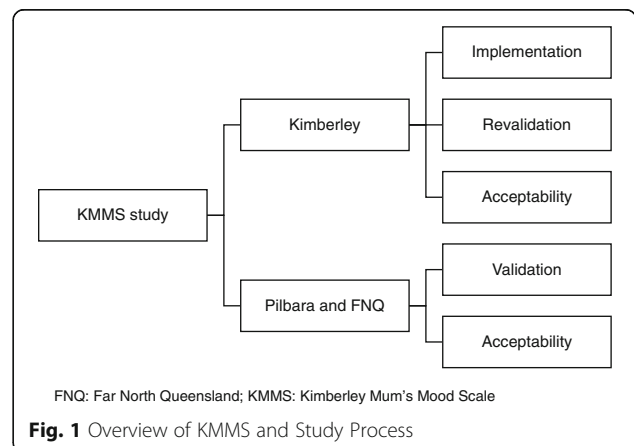 Implementation
Kimberley
Revalidation
Acceptability
KMMS study
Pilbara and FNQ
Validation
Acceptability
FNQ: Far North Queensland; KMMS: Kimberley Mum's Mood Scale
Fig. 1 Overview of KMMS and Study Process